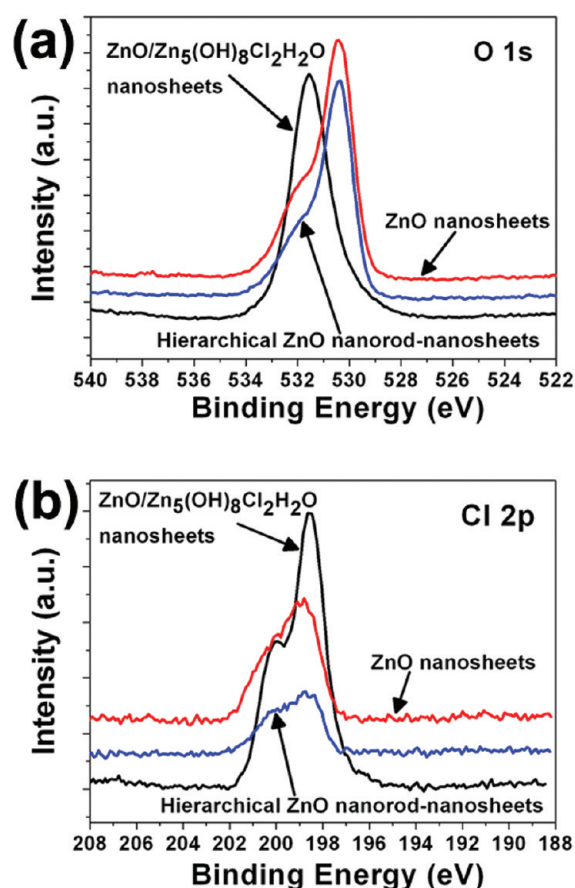 (a)
O 1s
ZnO/Zn5(OH)8Cl2H2O
nanosheets
ZnO nanosheets
Hierarchical ZnO nanorod-nanosheets
Intensity (a.u.)
540 538 536 534 532 530 528 526 524 522
Binding Energy (eV)
(b)
Cl 2p
ZnO/Zn5(OH)8Cl2H2O
nanosheets
ZnO nanosheets
Hierarchical ZnO nanorod-nanosheets
Intensity (a.u.)
208 206 204 202 200 198 196 194 192 190 188
Binding Energy (eV)